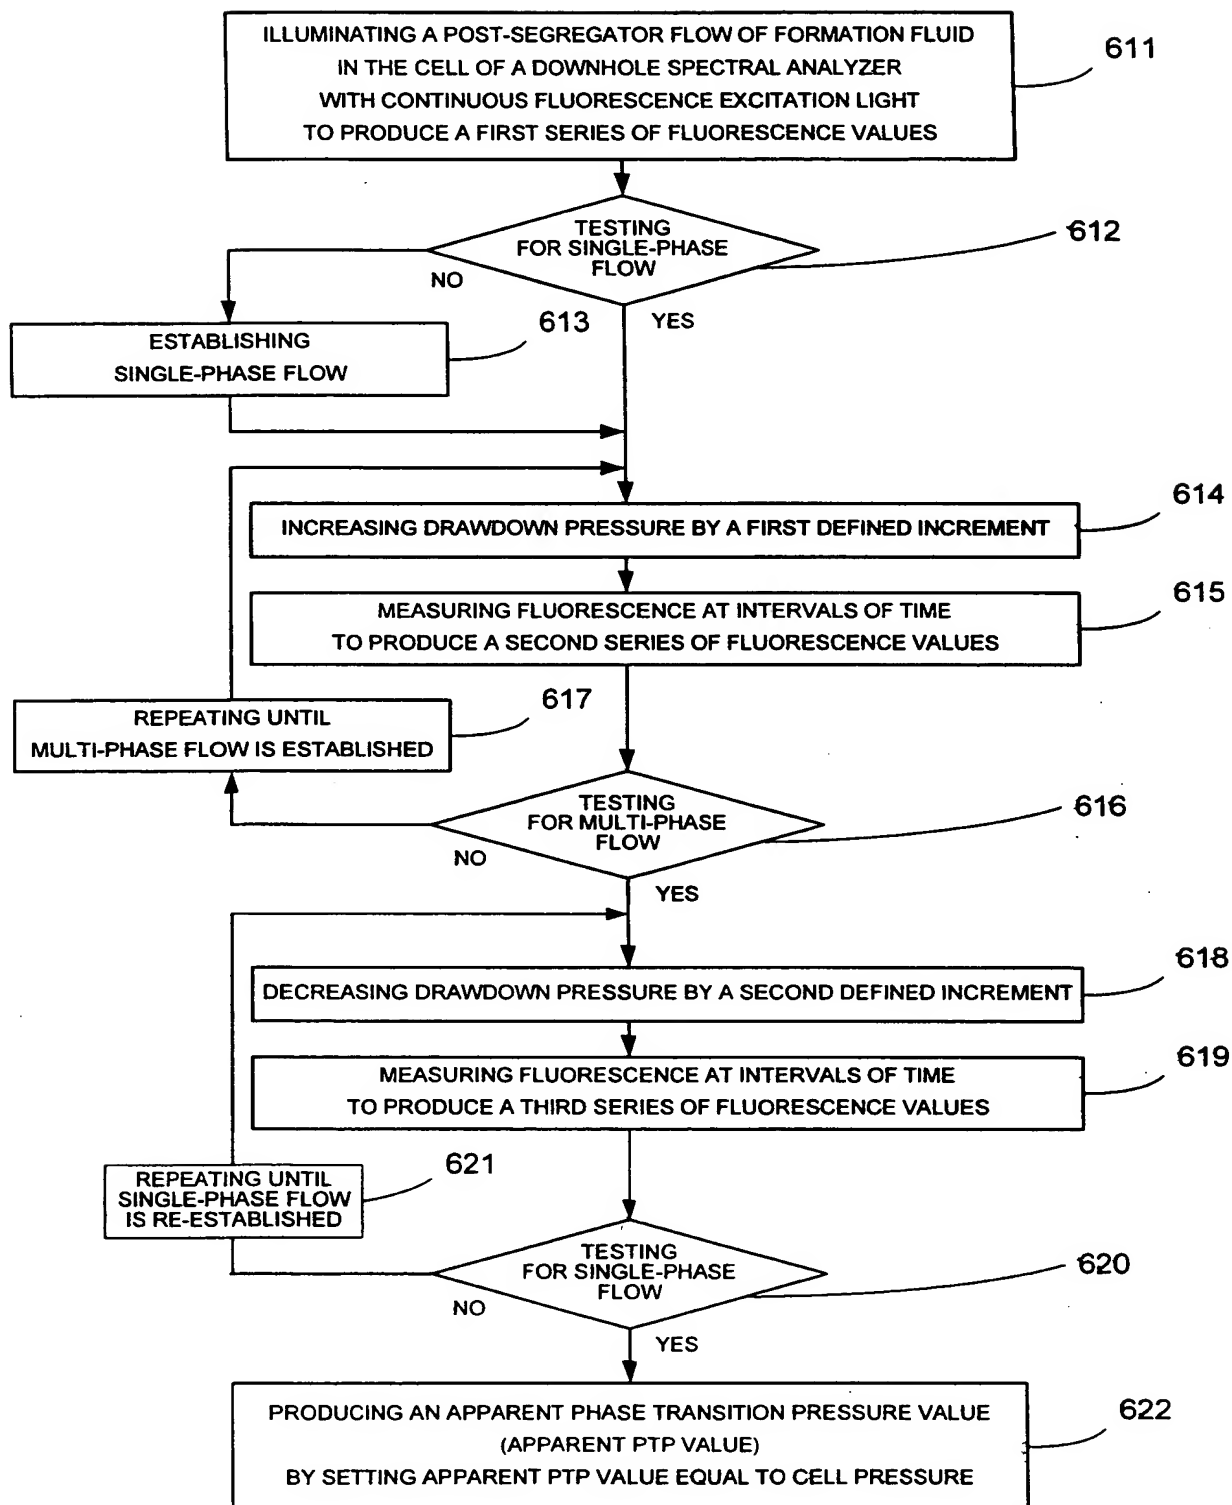 ILLUMINATING A POST-SEGREGATOR FLOW OF FORMATION FLUID
IN THE CELL OF A DOWNHOLE SPECTRAL ANALYZER
WITH CONTINUOUS FLUORESCENCE EXCITATION LIGHT
TO PRODUCE A FIRST SERIES OF FLUORESCENCE VALUES
611
TESTING
FOR SINGLE-PHASE
FLOW
612
NO
YES
ESTABLISHING
SINGLE-PHASE FLOW
613
INCREASING DRAWDOWN PRESSURE BY A FIRST DEFINED INCREMENT
614
MEASURING FLUORESCENCE AT INTERVALS OF TIME
TO PRODUCE A SECOND SERIES OF FLUORESCENCE VALUES
615
REPEATING UNTIL
MULTI-PHASE FLOW IS ESTABLISHED
617
TESTING
FOR MULTI-PHASE
FLOW
616
NO
YES
DECREASING DRAWDOWN PRESSURE BY A SECOND DEFINED INCREMENT
618
MEASURING FLUORESCENCE AT INTERVALS OF TIME
TO PRODUCE A THIRD SERIES OF FLUORESCENCE VALUES
619
REPEATING UNTIL
SINGLE-PHASE FLOW
IS RE-ESTABLISHED
621
TESTING
FOR SINGLE-PHASE
FLOW
620
NO
YES
PRODUCING AN APPARENT PHASE TRANSITION PRESSURE VALUE
(APPARENT PTP VALUE)
BY SETTING APPARENT PTP VALUE EQUAL TO CELL PRESSURE
622